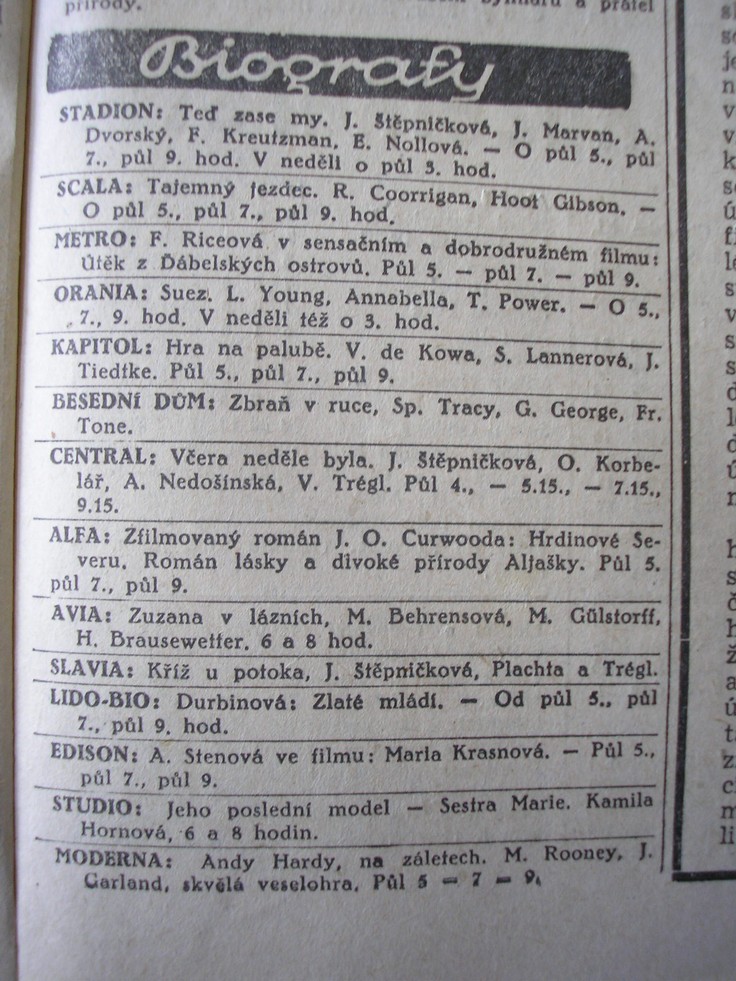 přírody.
a přátel
Biografy
STADION: Teď zase my. J. Štěpničková, J. Marvan, A.
Dvorský, F. Kreutzman, E. Nollová. — O půl 5., půl
7., půl 9. hod. V neděli o půl 3. hod.
SCALA: Tajemný jezdec. R. Coorrigan, Hoot Gibson. —
O půl 5., půl 7., půl 9. hod.
METRO: F. Riceová v sensačním a dobrodružném filmu:
Útěk z Ďábelských ostrovů. Půl 5. — půl 7. — půl 9.
ORANIA: Suez. L. Young, Annabella, T. Power. — O 5.,
7., 9. hod. V neděli též o 3. hod.
KAPITOL: Hra na palubě. V. de Kowa, S. Lannerová, J.
Tiedtke. Půl 5., půl 7., půl 9.
BESEDNÍ DŮM: Zbraň v ruce, Sp. Tracy, G. George, Fr.
Tone.
CENTRAL: Včera neděle byla. J. Štěpničková, O. Korbe-
lář, A. Nedošínská, V. Trégl. Půl 4., — 5.15., — 7.15.,
9.15.
ALFA: Zfilmovaný román J. O. Curwooda: Hrdinové Se-
veru. Román lásky a divoké přírody Aljašky. Půl 5.
půl 7., půl 9.
AVIA: Zuzana v lázních, M. Behrensová, M. Gülstorff,
H. Brausewetter. 6 a 8 hod.
SLAVIA: Kříž u potoka, J. Štěpničková, Plachta a Trégl.
LIDO-BIO: Durbinová: Zlaté mládí. — Od půl 5., půl
7., půl 9. hod.
EDISON: A. Stenová ve filmu: Maria Krasnová. — Půl 5.,
půl 7., půl 9.
STUDIO: Jeho poslední model — Sestra Marie. Kamila
Hornová, 6 a 8 hodin.
MODERNA: Andy Hardy, na záletech. M. Rooney, J.
Garland, skvělá veselohra. Půl 5 — 7 — 9.